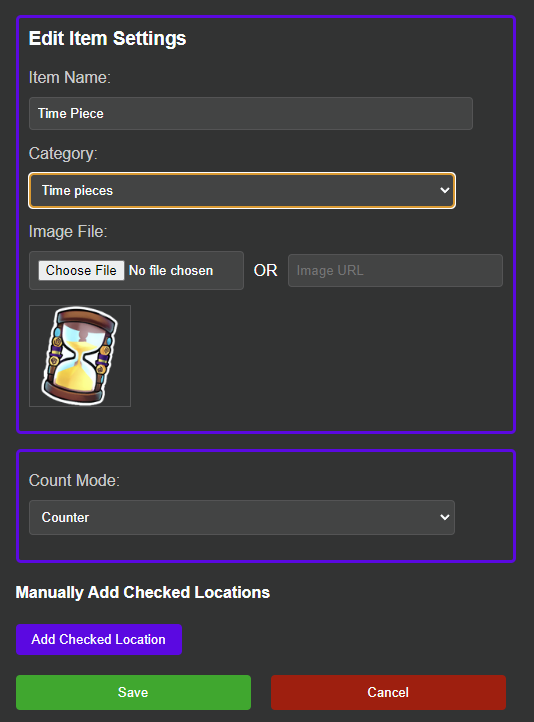 Edit Item Settings
Item Name:
Time Piece
Category:
Time pieces
Image File:
Choose File No file chosen OR Image URL
Count Mode:
Counter
Manually Add Checked Locations
Add Checked Location
Save Cancel